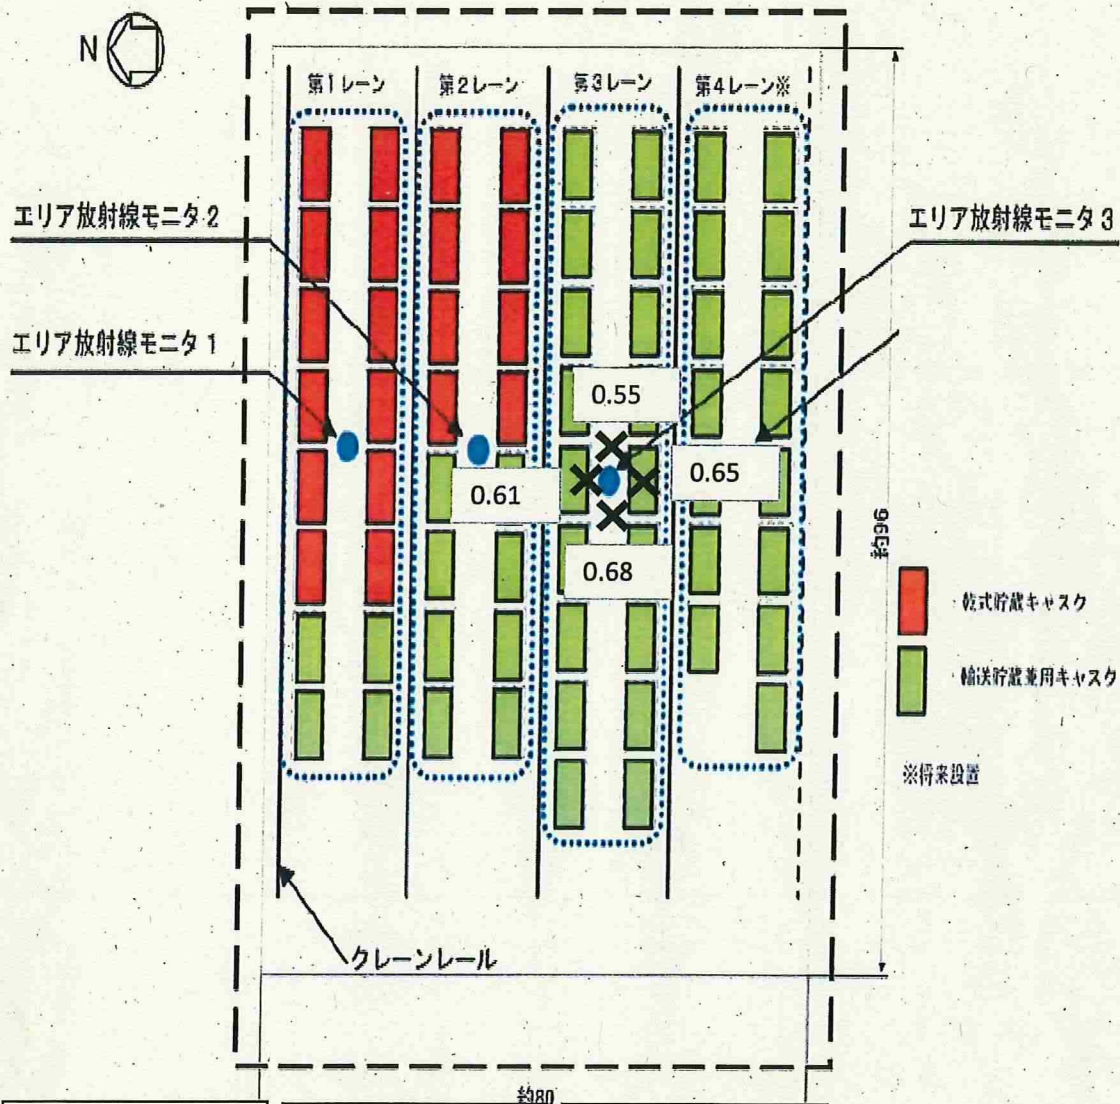 N
第1レーン
第2レーン
第3レーン
第4レーン※
エリア放射線モニタ2
エリア放射線モニタ3
エリア放射線モニタ1
0.55
0.61
0.65
0.68
約96
乾式貯蔵キャスク
輸送貯蔵兼用キャスク
※将来設置
クレーンレール
約80